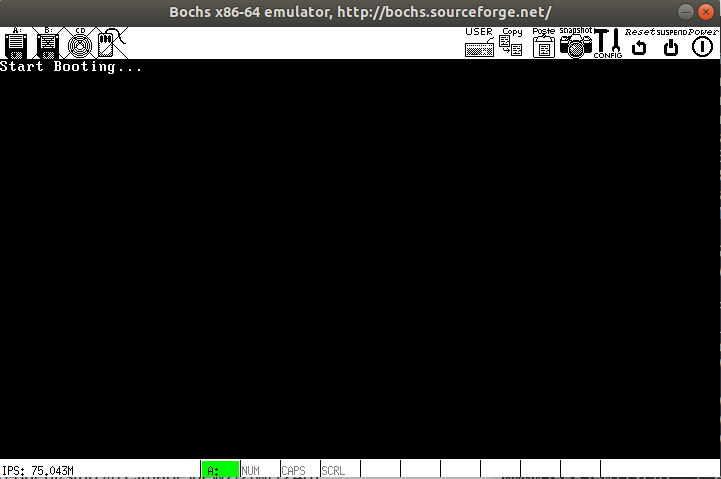 Bochs x86-64 emulator, http://bochs.sourceforge.net/
A: B: CD USER Copy Paste snapshot CONFIG Reset SUSPEND Power
Start Booting...
IPS: 75.043M A: NUM CAPS SCRL